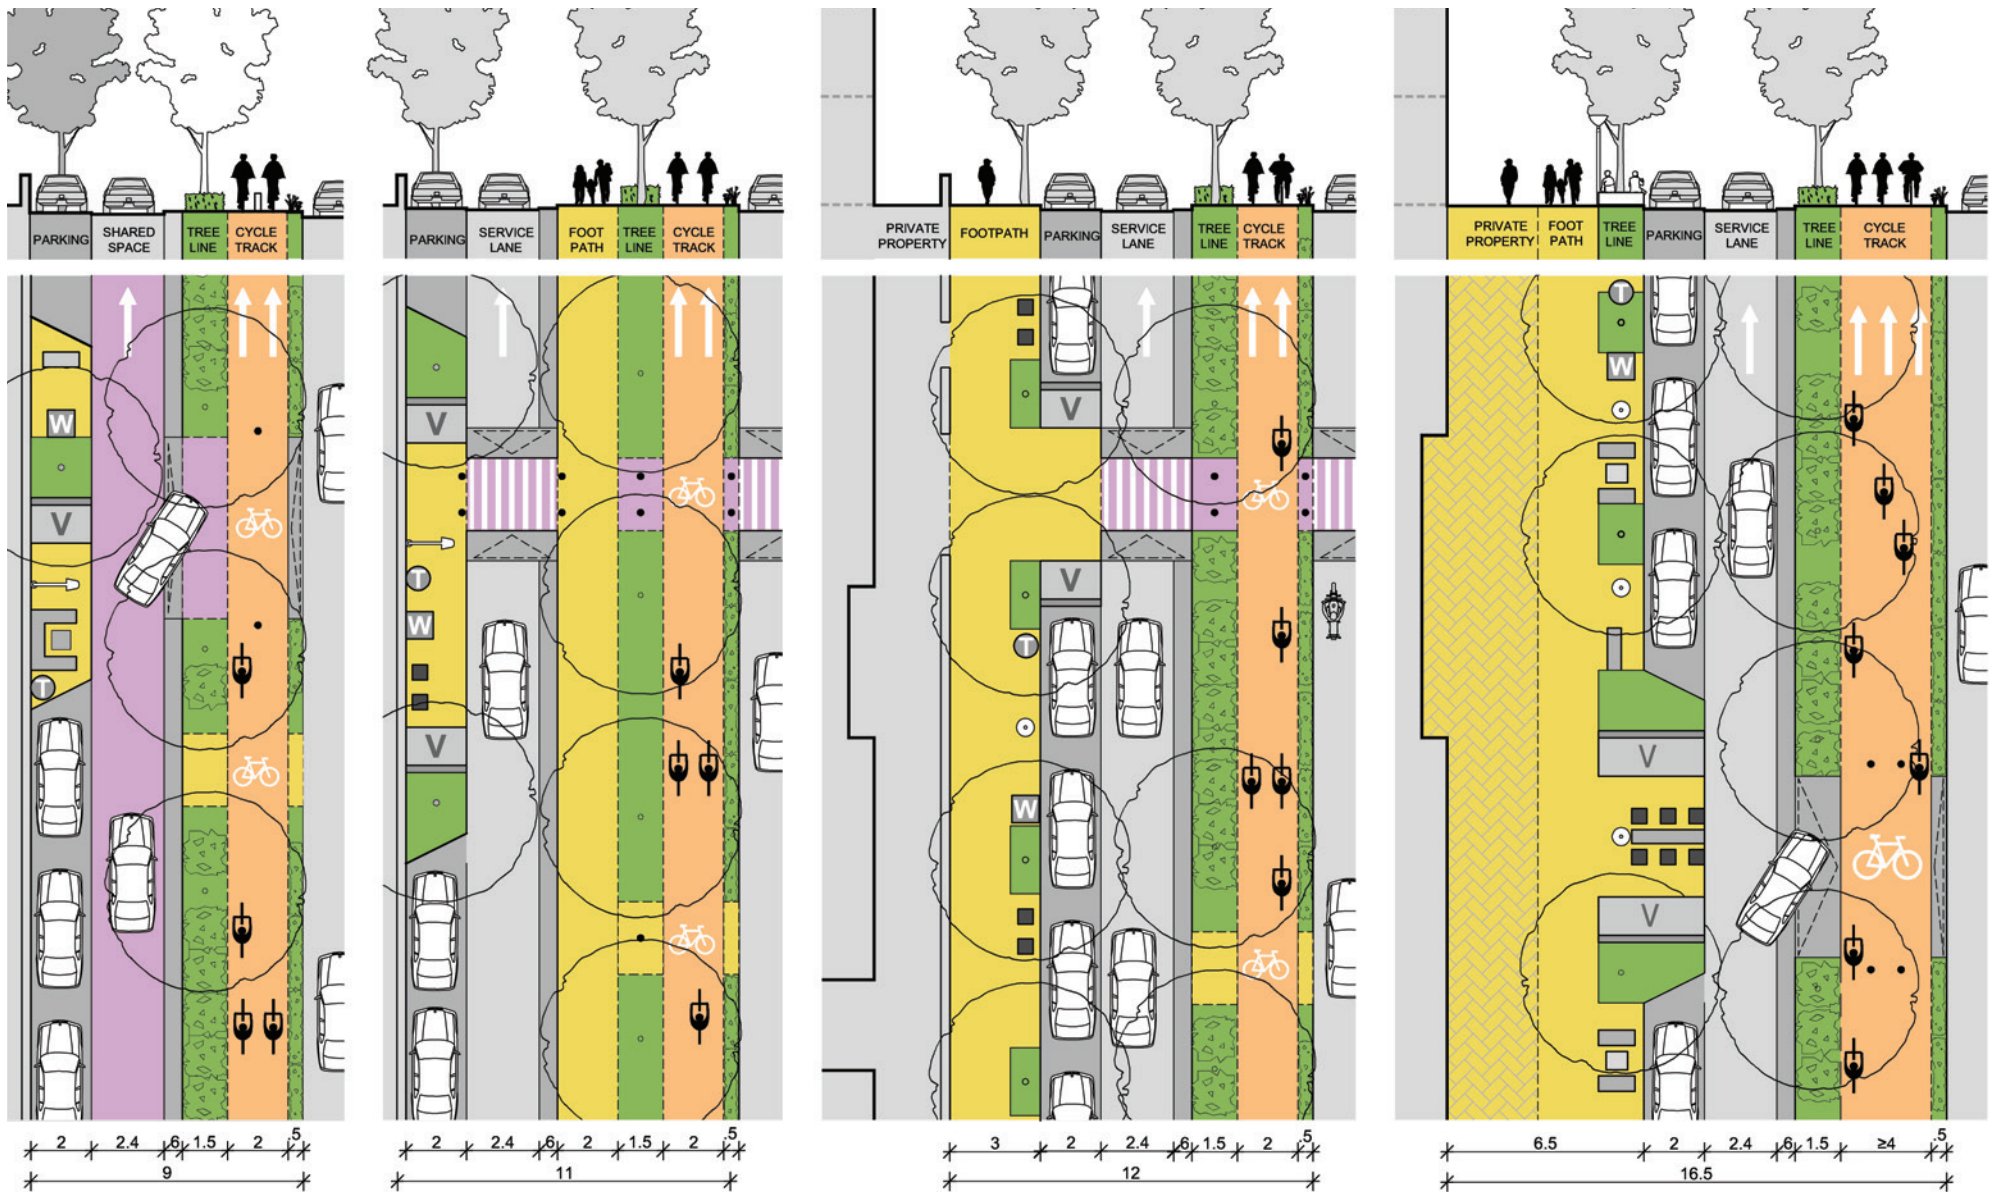 PARKING
SHARED
SPACE
TREE
LINE
CYCLE
TRACK
W
V
T
2
2.4
.6
1.5
2
.5
9
PARKING
SERVICE
LANE
FOOT
PATH
TREE
LINE
CYCLE
TRACK
V
T
W
V
2
2.4
.6
2
1.5
2
.5
11
PRIVATE
PROPERTY
FOOTPATH
PARKING
SERVICE
LANE
TREE
LINE
CYCLE
TRACK
V
V
T
W
3
2
2.4
.6
1.5
2
.5
12
PRIVATE
PROPERTY
FOOT
PATH
TREE
LINE
PARKING
SERVICE
LANE
TREE
LINE
CYCLE
TRACK
T
W
V
V
6.5
2
2.4
.6
1.5
≥4
.5
16.5